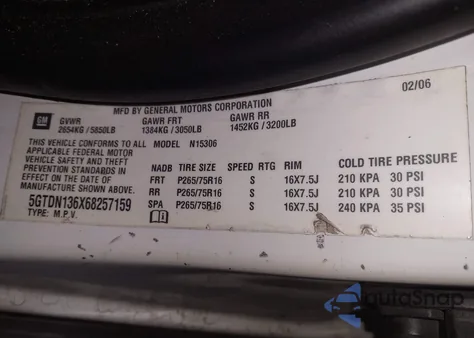 02/06
MFD BY GENERAL MOTORS CORPORATION
GM GVWR GAWR FRT GAWR RR
2654KG / 5850LB 1384KG / 3050LB 1452KG / 3200LB
THIS VEHICLE CONFORMS TO ALL MODEL N15306
APPLICABLE FEDERAL MOTOR
VEHICLE SAFETY AND THEFT
PREVENTION STANDARDS IN
EFFECT ON THE DATE OF
MANUFACTURE SHOWN ABOVE.
5GTDN136X68257159
TYPE: M.P.V.
NADB TIRE SIZE SPEED RTG RIM COLD TIRE PRESSURE
FRT P265/75R16 S 16X7.5J 210 KPA 30 PSI
RR P265/75R16 S 16X7.5J 210 KPA 30 PSI
SPA P265/75R16 S 16X7.5J 240 KPA 35 PSI
AutoSnap